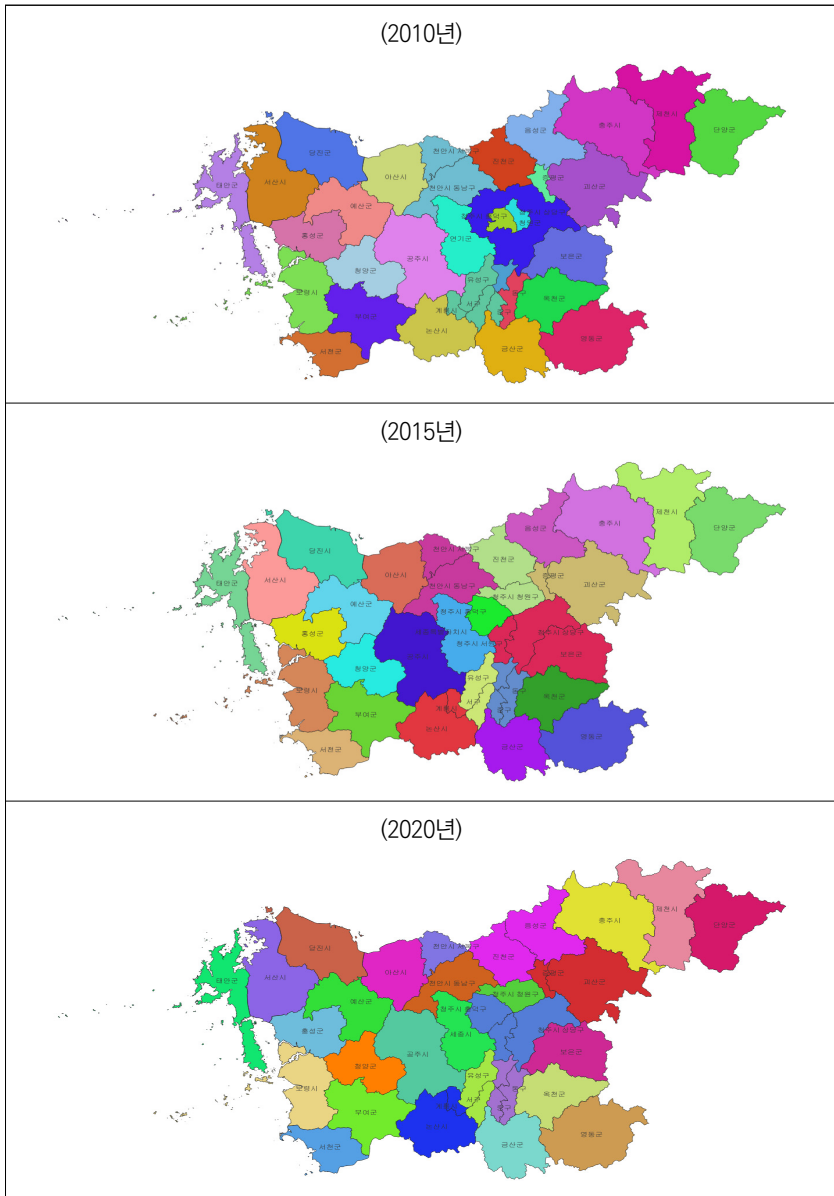 (2010년)
천안시 서북구
음성군
충주시
제천시
단양군
당진군
아산시
진천군
태안군
서산시
천안시 동남구
증평군
괴산군
예산군
홍성군
연기군
공주시
청양군
보은군
유성구
보령시
동구
옥천군
서구
중구
논산시
서천군
금산군
영동군
(2015년)
천안시 서북구
음성군
충주시
제천시
단양군
당진시
아산시
진천군
태안군
서산시
천안시 동남구
증평군
괴산군
청주시 청원구
예산군
청주시 흥덕구
홍성군
청주시 상당구
청주시 서원구
보은군
청양군
유성구
동구
옥천군
보령시
서구
중구
부여군
계룡시
논산시
서천군
금산군
영동군
(2020년)
음성군
충주시
제천시
단양군
당진시
천안시 서북구
아산시
진천군
태안군
서산시
천안시 동남구
증평군
괴산군
예산군
청주시 청원구
청주시 흥덕구
홍성군
세종시
청주시 상당구
공주시
보은군
청양군
유성구
동구
보령시
서구
옥천군
부여군
중구
서천군
금산군
영동군